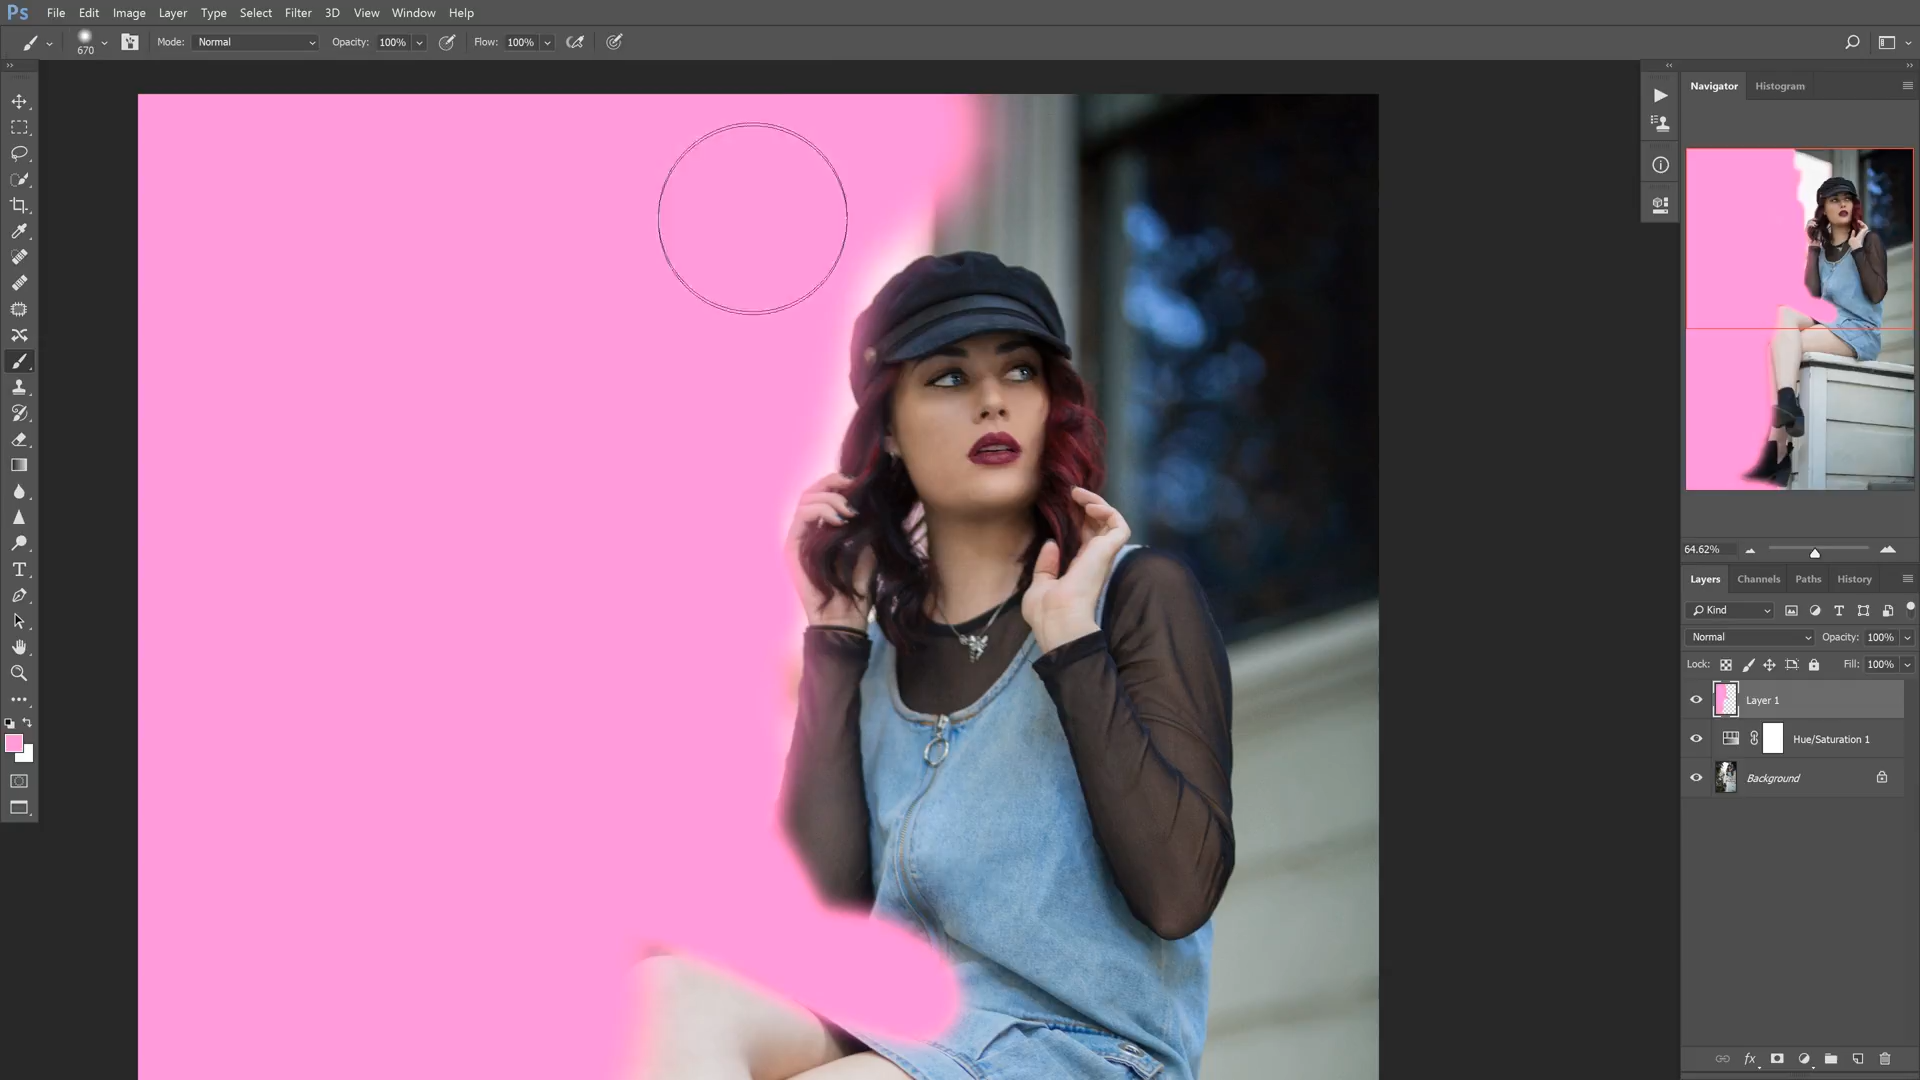 Ps File Edit Image Layer Type Select Filter 3D View Window Help
670 Mode: Normal Opacity: 100% Flow: 100%
Navigator Histogram
64.62%
Layers Channels Paths History
Kind
Normal Opacity: 100%
Lock: Fill: 100%
Layer 1
Hue/Saturation 1
Background
fx